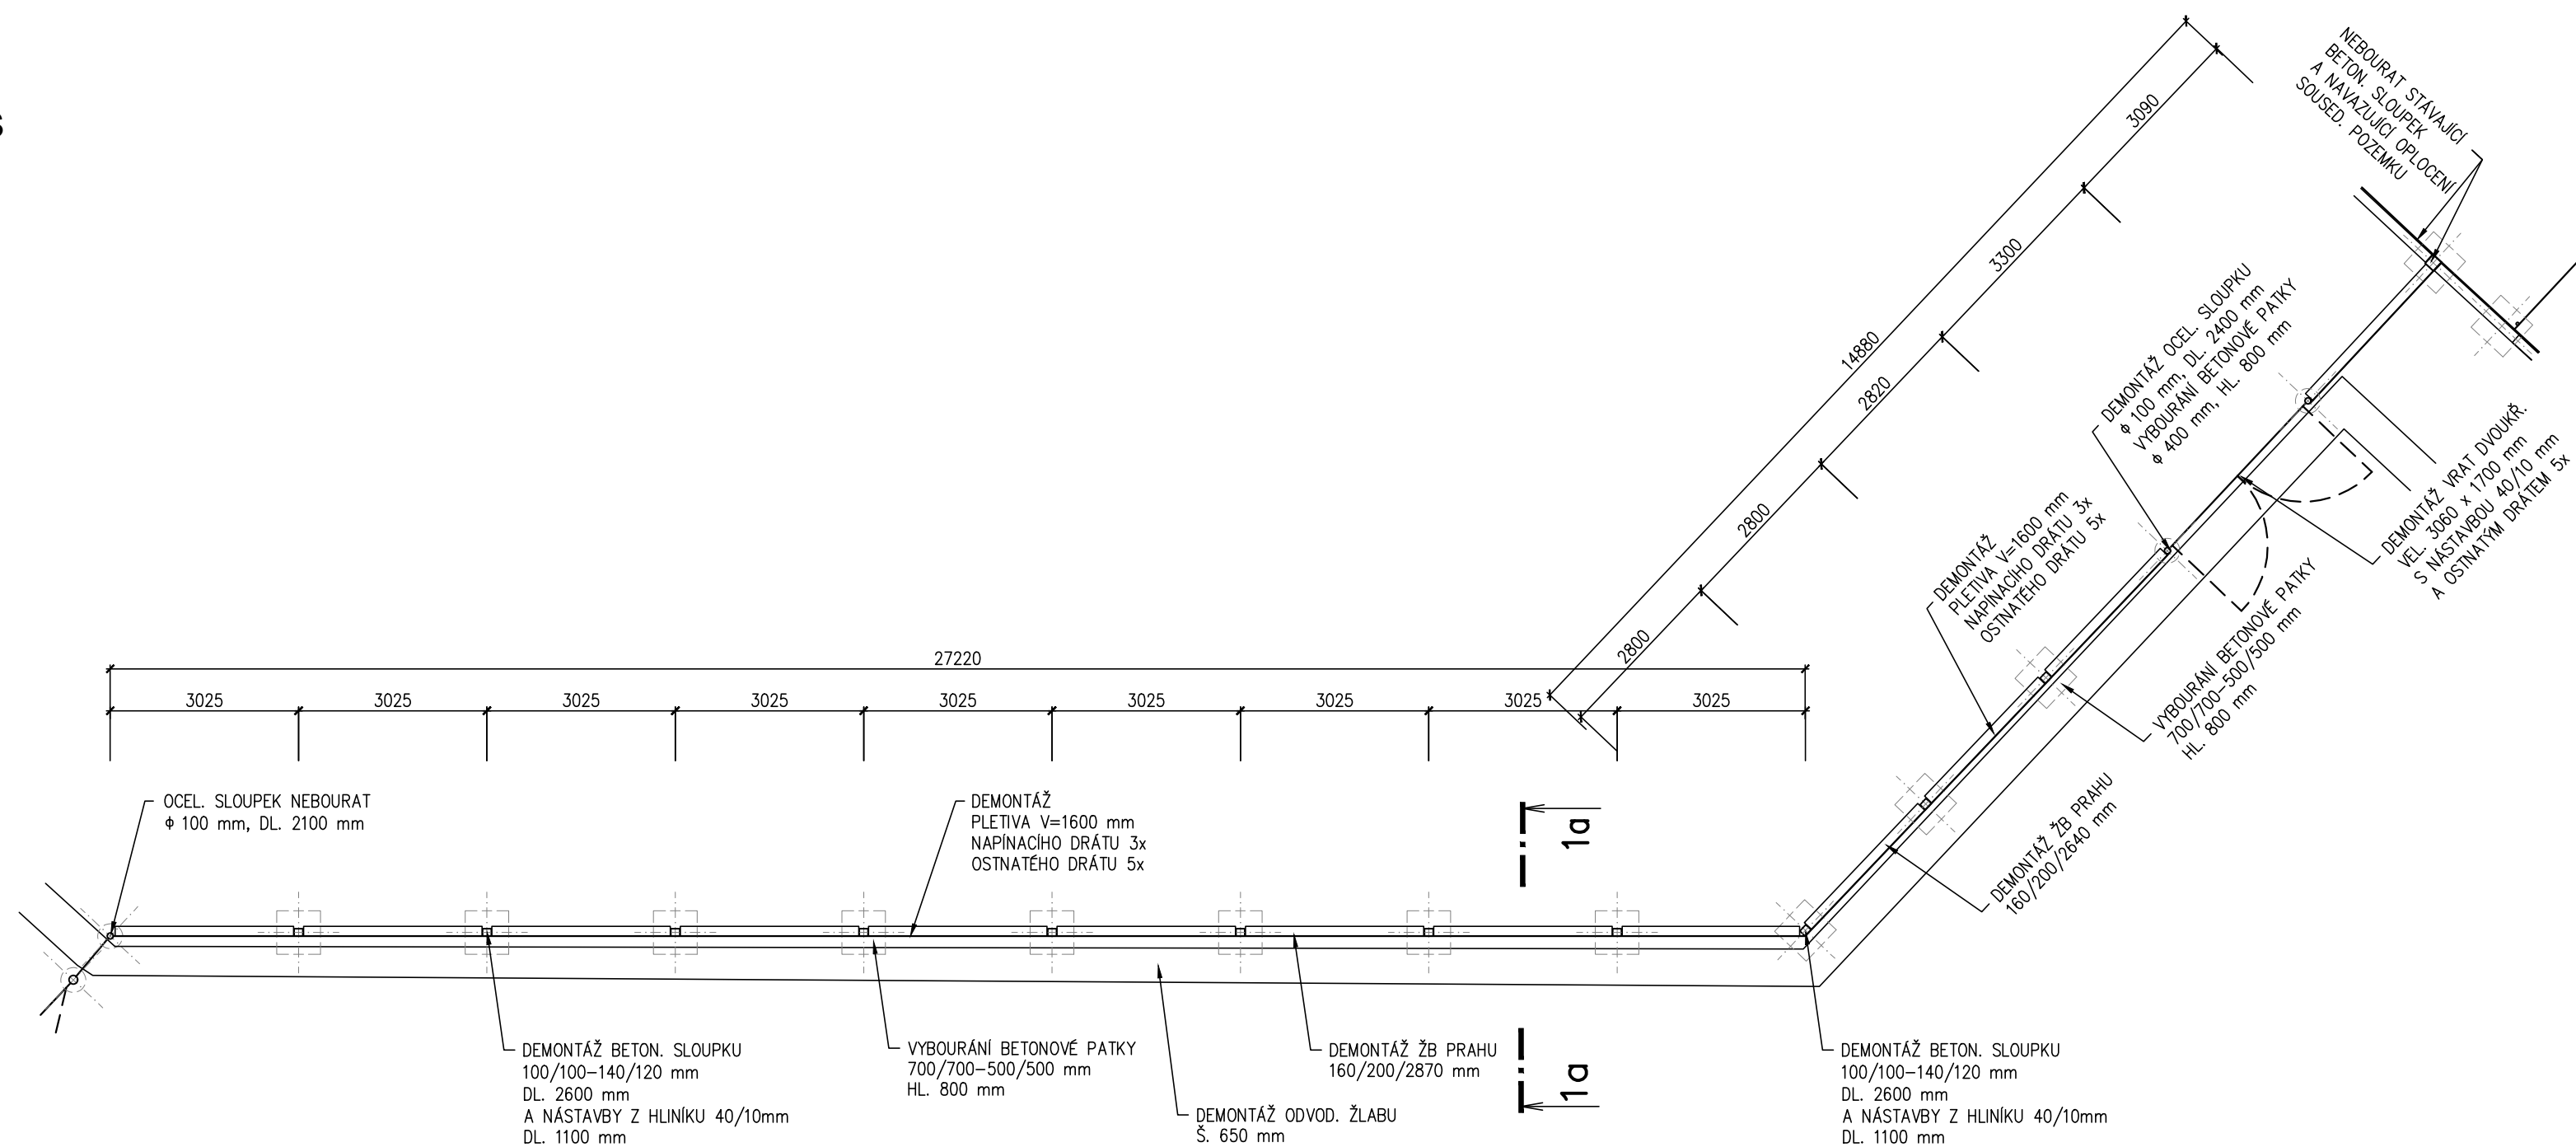 NEBOURAT STÁVAJÍCÍ
BETON. SLOUPEK
A NAVAZUJÍCÍ OPLOCENÍ
SOUSED. POZEMKU
3090
3300
14880
2820
2800
2800
DEMONTÁŽ OCEL. SLOUPKU
ϕ 100 mm, DL. 2400 mm
VYBOURÁNÍ BETONOVÉ PATKY
ϕ 400 mm, HL. 800 mm
DEMONTÁŽ VRAT DVOUKŘ.
VEL. 3060 x 1700 mm
S NÁSTAVBOU 40/10 mm
A OSTNATÝM DRÁTEM 5x
DEMONTÁŽ
PLETIVA V=1600 mm
NAPÍNACÍHO DRÁTU 3x
OSTNATÉHO DRÁTU 5x
VYBOURÁNÍ BETONOVÉ PATKY
700/700-500/500 mm
HL. 800 mm
DEMONTÁŽ ŽB PRAHU
160/200/2640 mm
27220
3025 3025 3025 3025 3025 3025 3025 3025 3025
OCEL. SLOUPEK NEBOURAT
ϕ 100 mm, DL. 2100 mm
DEMONTÁŽ
PLETIVA V=1600 mm
NAPÍNACÍHO DRÁTU 3x
OSTNATÉHO DRÁTU 5x
1a
DEMONTÁŽ BETON. SLOUPKU
100/100-140/120 mm
DL. 2600 mm
A NÁSTAVBY Z HLINÍKU 40/10mm
DL. 1100 mm
VYBOURÁNÍ BETONOVÉ PATKY
700/700-500/500 mm
HL. 800 mm
DEMONTÁŽ ODVOD. ŽLABU
Š. 650 mm
DEMONTÁŽ ŽB PRAHU
160/200/2870 mm
1a
DEMONTÁŽ BETON. SLOUPKU
100/100-140/120 mm
DL. 2600 mm
A NÁSTAVBY Z HLINÍKU 40/10mm
DL. 1100 mm